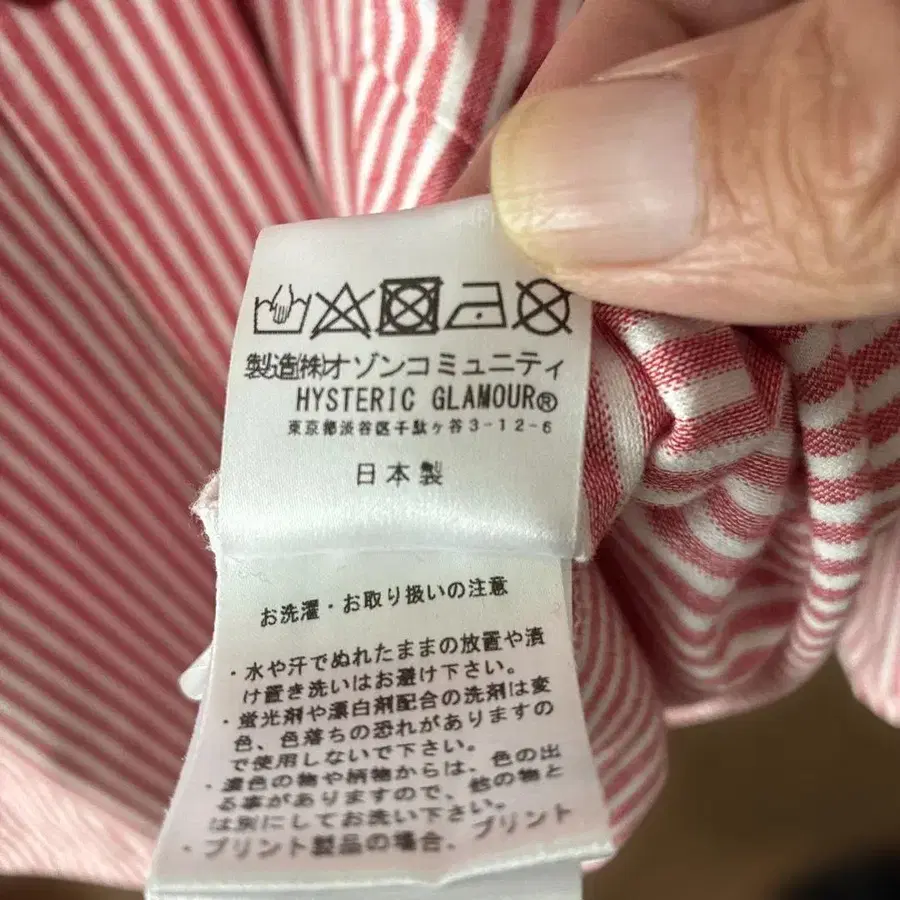 製造(株)オゾンコミュニティ
HYSTERIC GLAMOUR®
東京都渋谷区千駄ヶ谷3-12-6
日本製
お洗濯・お取り扱いの注意
・水や汗でぬれたままの放置や漬
け置き洗いはお避け下さい。
・蛍光剤や漂白剤配合の洗剤は変
色、色落ちの恐れがありますの
で使用しないで下さい。
・濃色の物や柄物からは、色の出
る事がありますので、他の物と
は別にしてお洗い下さい。
・プリント製品の場合、プリント